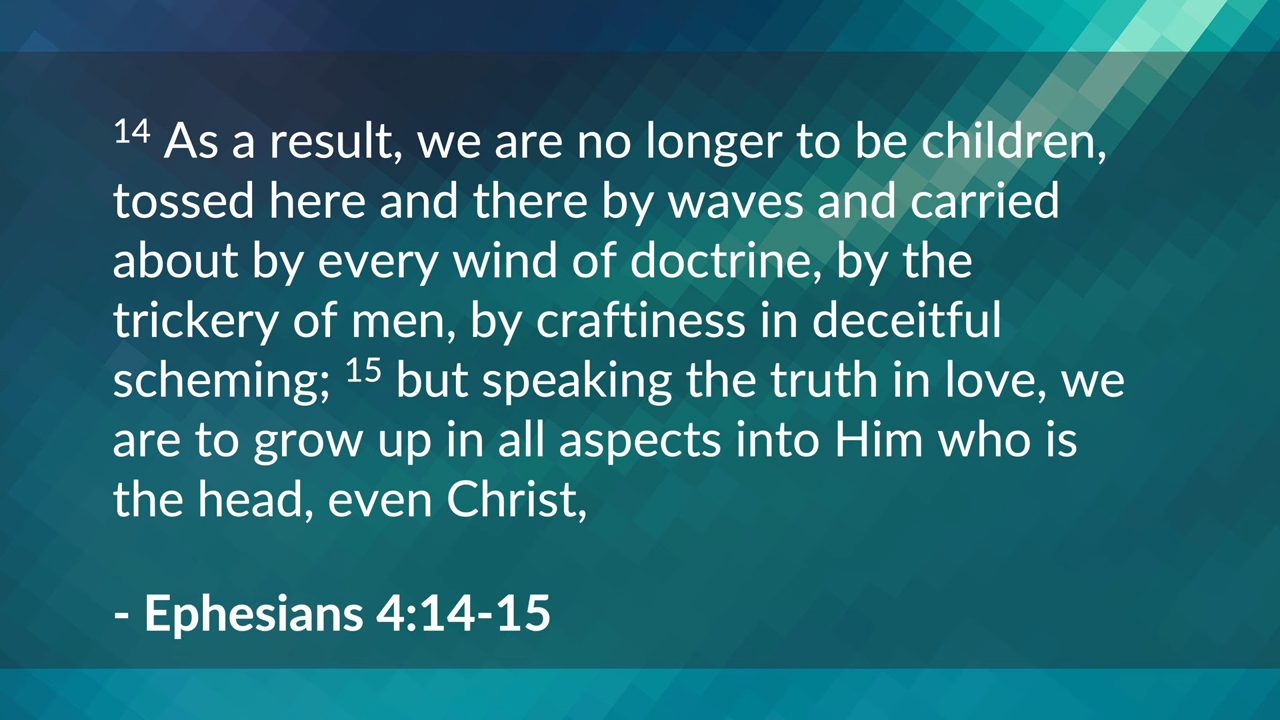 14 As a result, we are no longer to be children,
tossed here and there by waves and carried
about by every wind of doctrine, by the
trickery of men, by craftiness in deceitful
scheming; 15 but speaking the truth in love, we
are to grow up in all aspects into Him who is
the head, even Christ,
- Ephesians 4:14-15